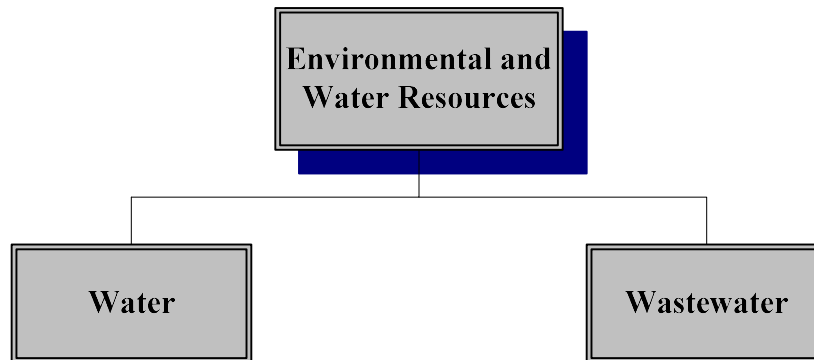 Environmental and
Water Resources
Water
Wastewater